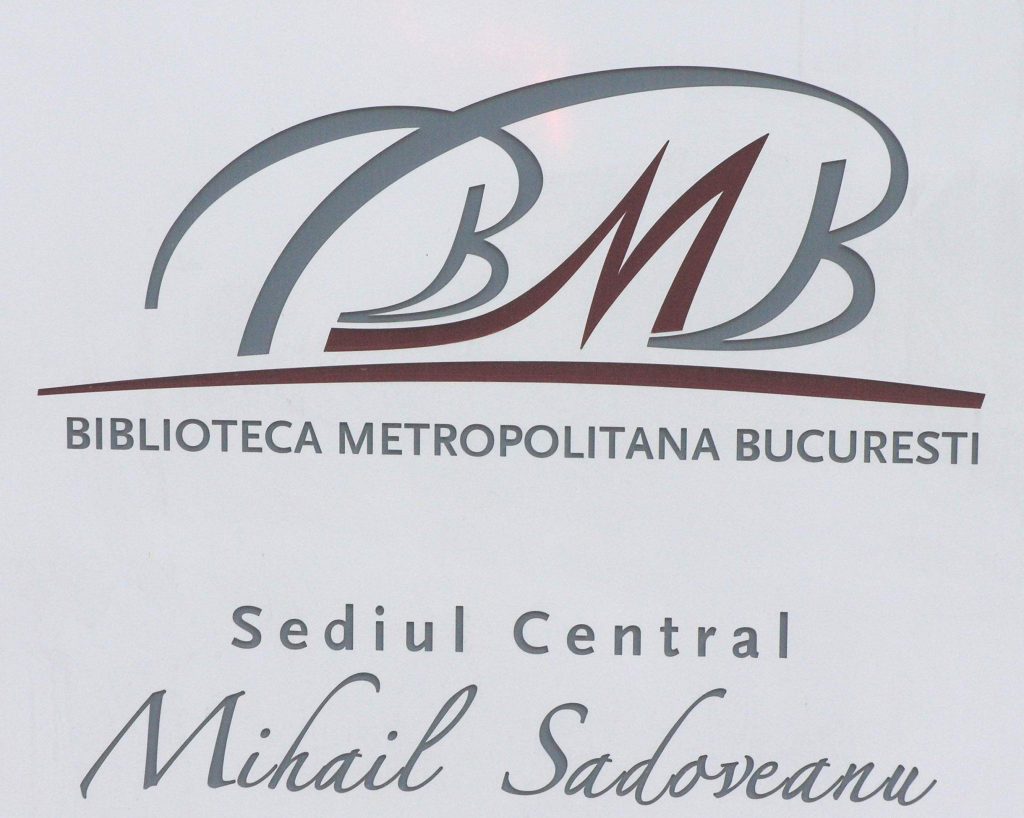 BMB
BIBLIOTECA METROPOLITANA BUCURESTI
Sediul Central
Mihail Sadoveanu